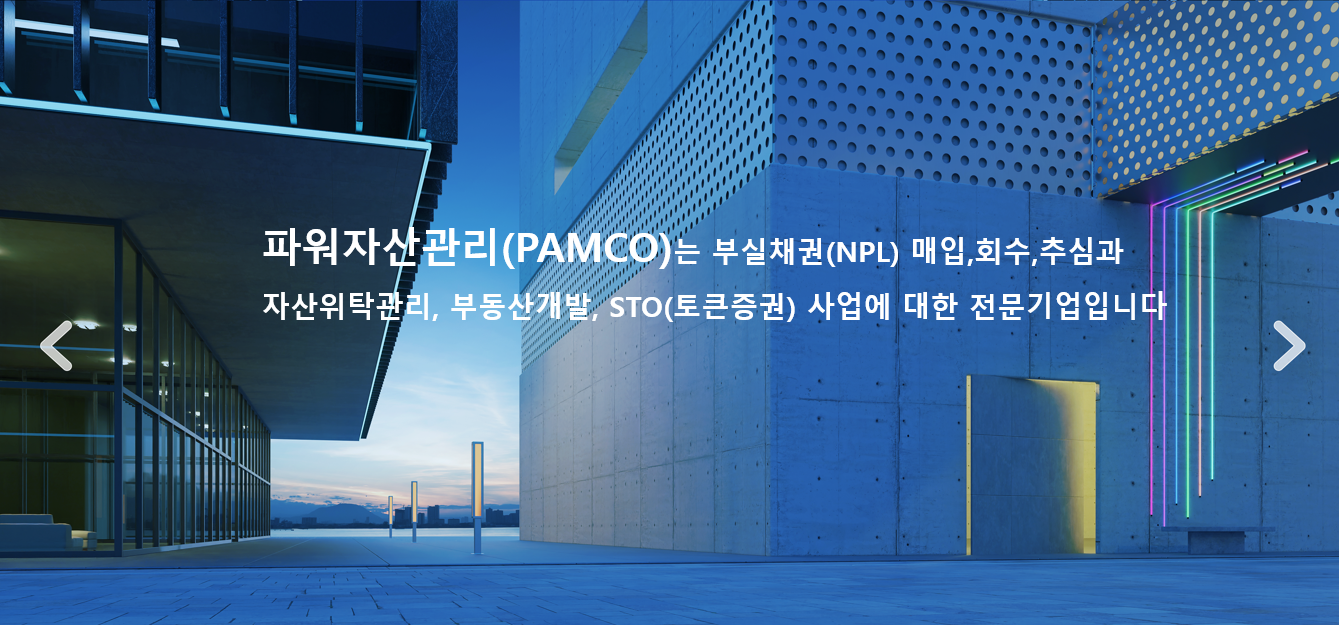 파워자산관리(PAMCO)는 부실채권(NPL) 매입,회수,추심과
자산위탁관리, 부동산개발, STO(토큰증권) 사업에 대한 전문기업입니다